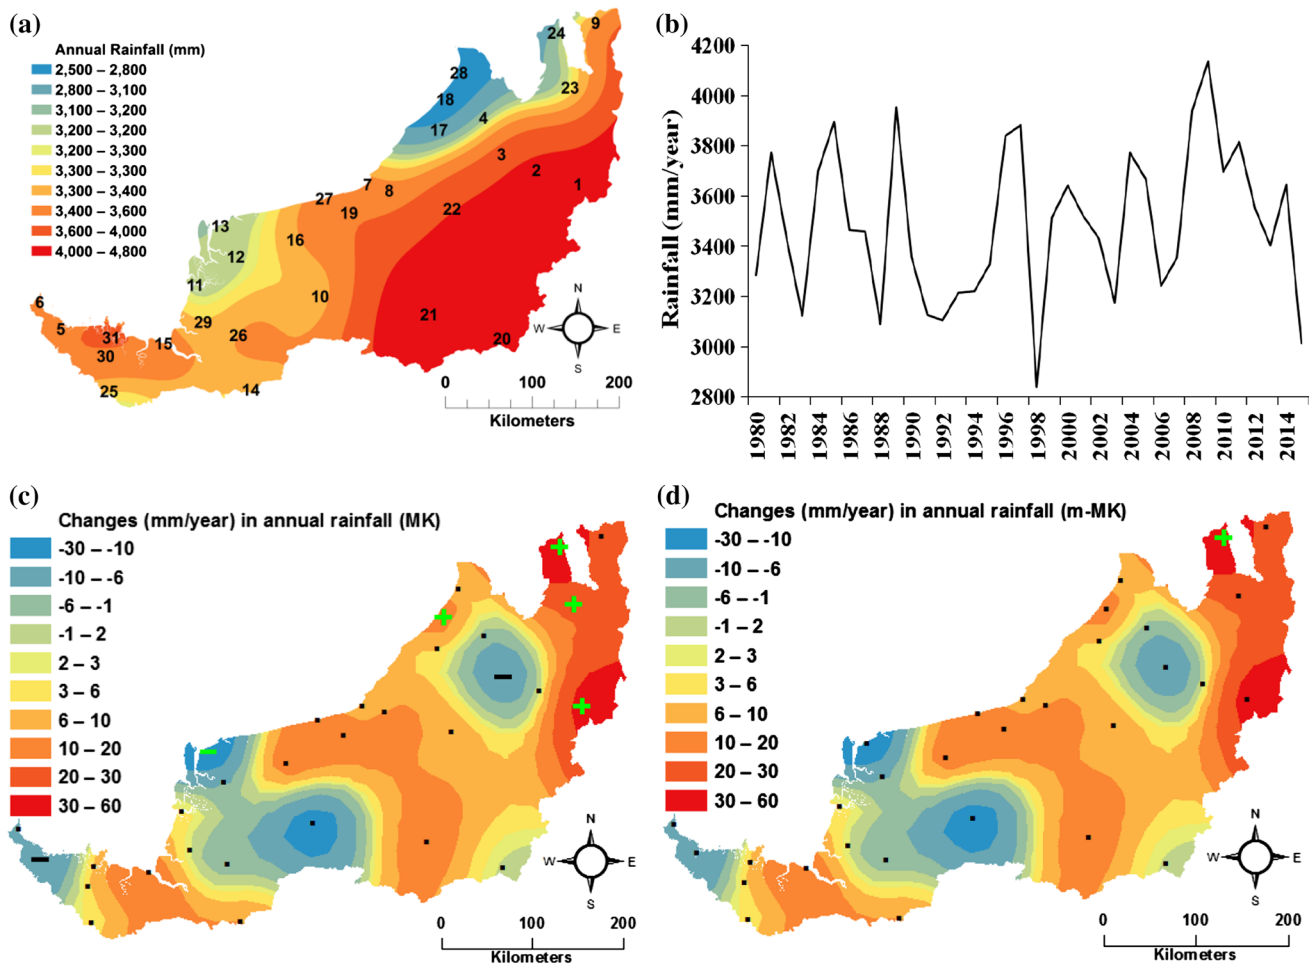 (a)
Annual Rainfall (mm)
2,500 – 2,800
2,800 – 3,100
3,100 – 3,200
3,200 – 3,200
3,200 – 3,300
3,300 – 3,300
3,300 – 3,400
3,400 – 3,600
3,600 – 4,000
4,000 – 4,800
9
24
28
23
18
4
17
3
2
1
7
8
27
22
19
13
16
12
11
10
6
29
21
5
31
26
15
20
30
25
14
N
W
E
S
0
100
200
Kilometers
(b)
Rainfall (mm/year)
4200
4000
3800
3600
3400
3200
3000
2800
1980
1982
1984
1986
1988
1990
1992
1994
1996
1998
2000
2002
2004
2006
2008
2010
2012
2014
(c)
Changes (mm/year) in annual rainfall (MK)
-30 – -10
-10 – -6
-6 – -1
-1 – 2
2 – 3
3 – 6
6 – 10
10 – 20
20 – 30
30 – 60
N
W
E
S
0
100
200
Kilometers
(d)
Changes (mm/year) in annual rainfall (m-MK)
-30 – -10
-10 – -6
-6 – -1
-1 – 2
2 – 3
3 – 6
6 – 10
10 – 20
20 – 30
30 – 60
N
W
E
S
0
100
200
Kilometers